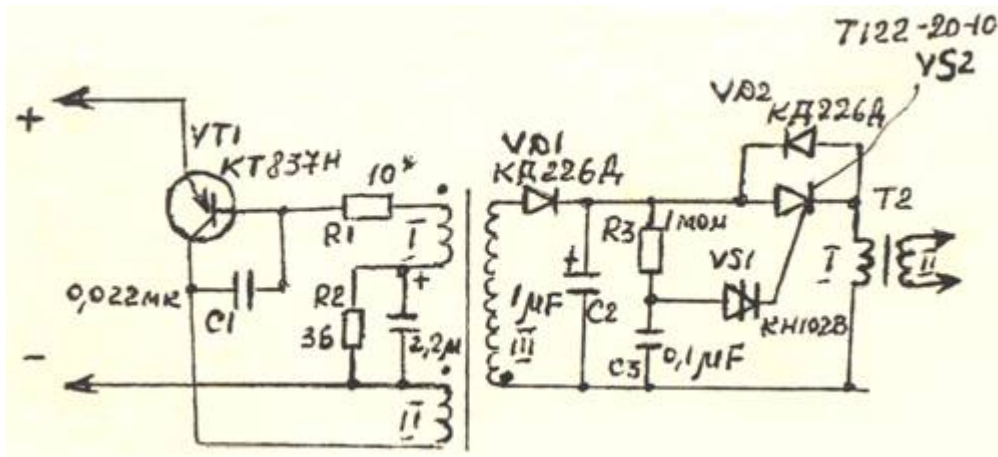 Т122-20-10
VS2
VD2
КД226Д
+
VT1
КТ837Н
10*
R1
I
VD1
КД226Д
R3
1мом
VS1
КН102В
T2
I
II
0,022мк
C1
R2
36
+
2,2м
+
1µF
C2
III
C3
0,1µF
-
II